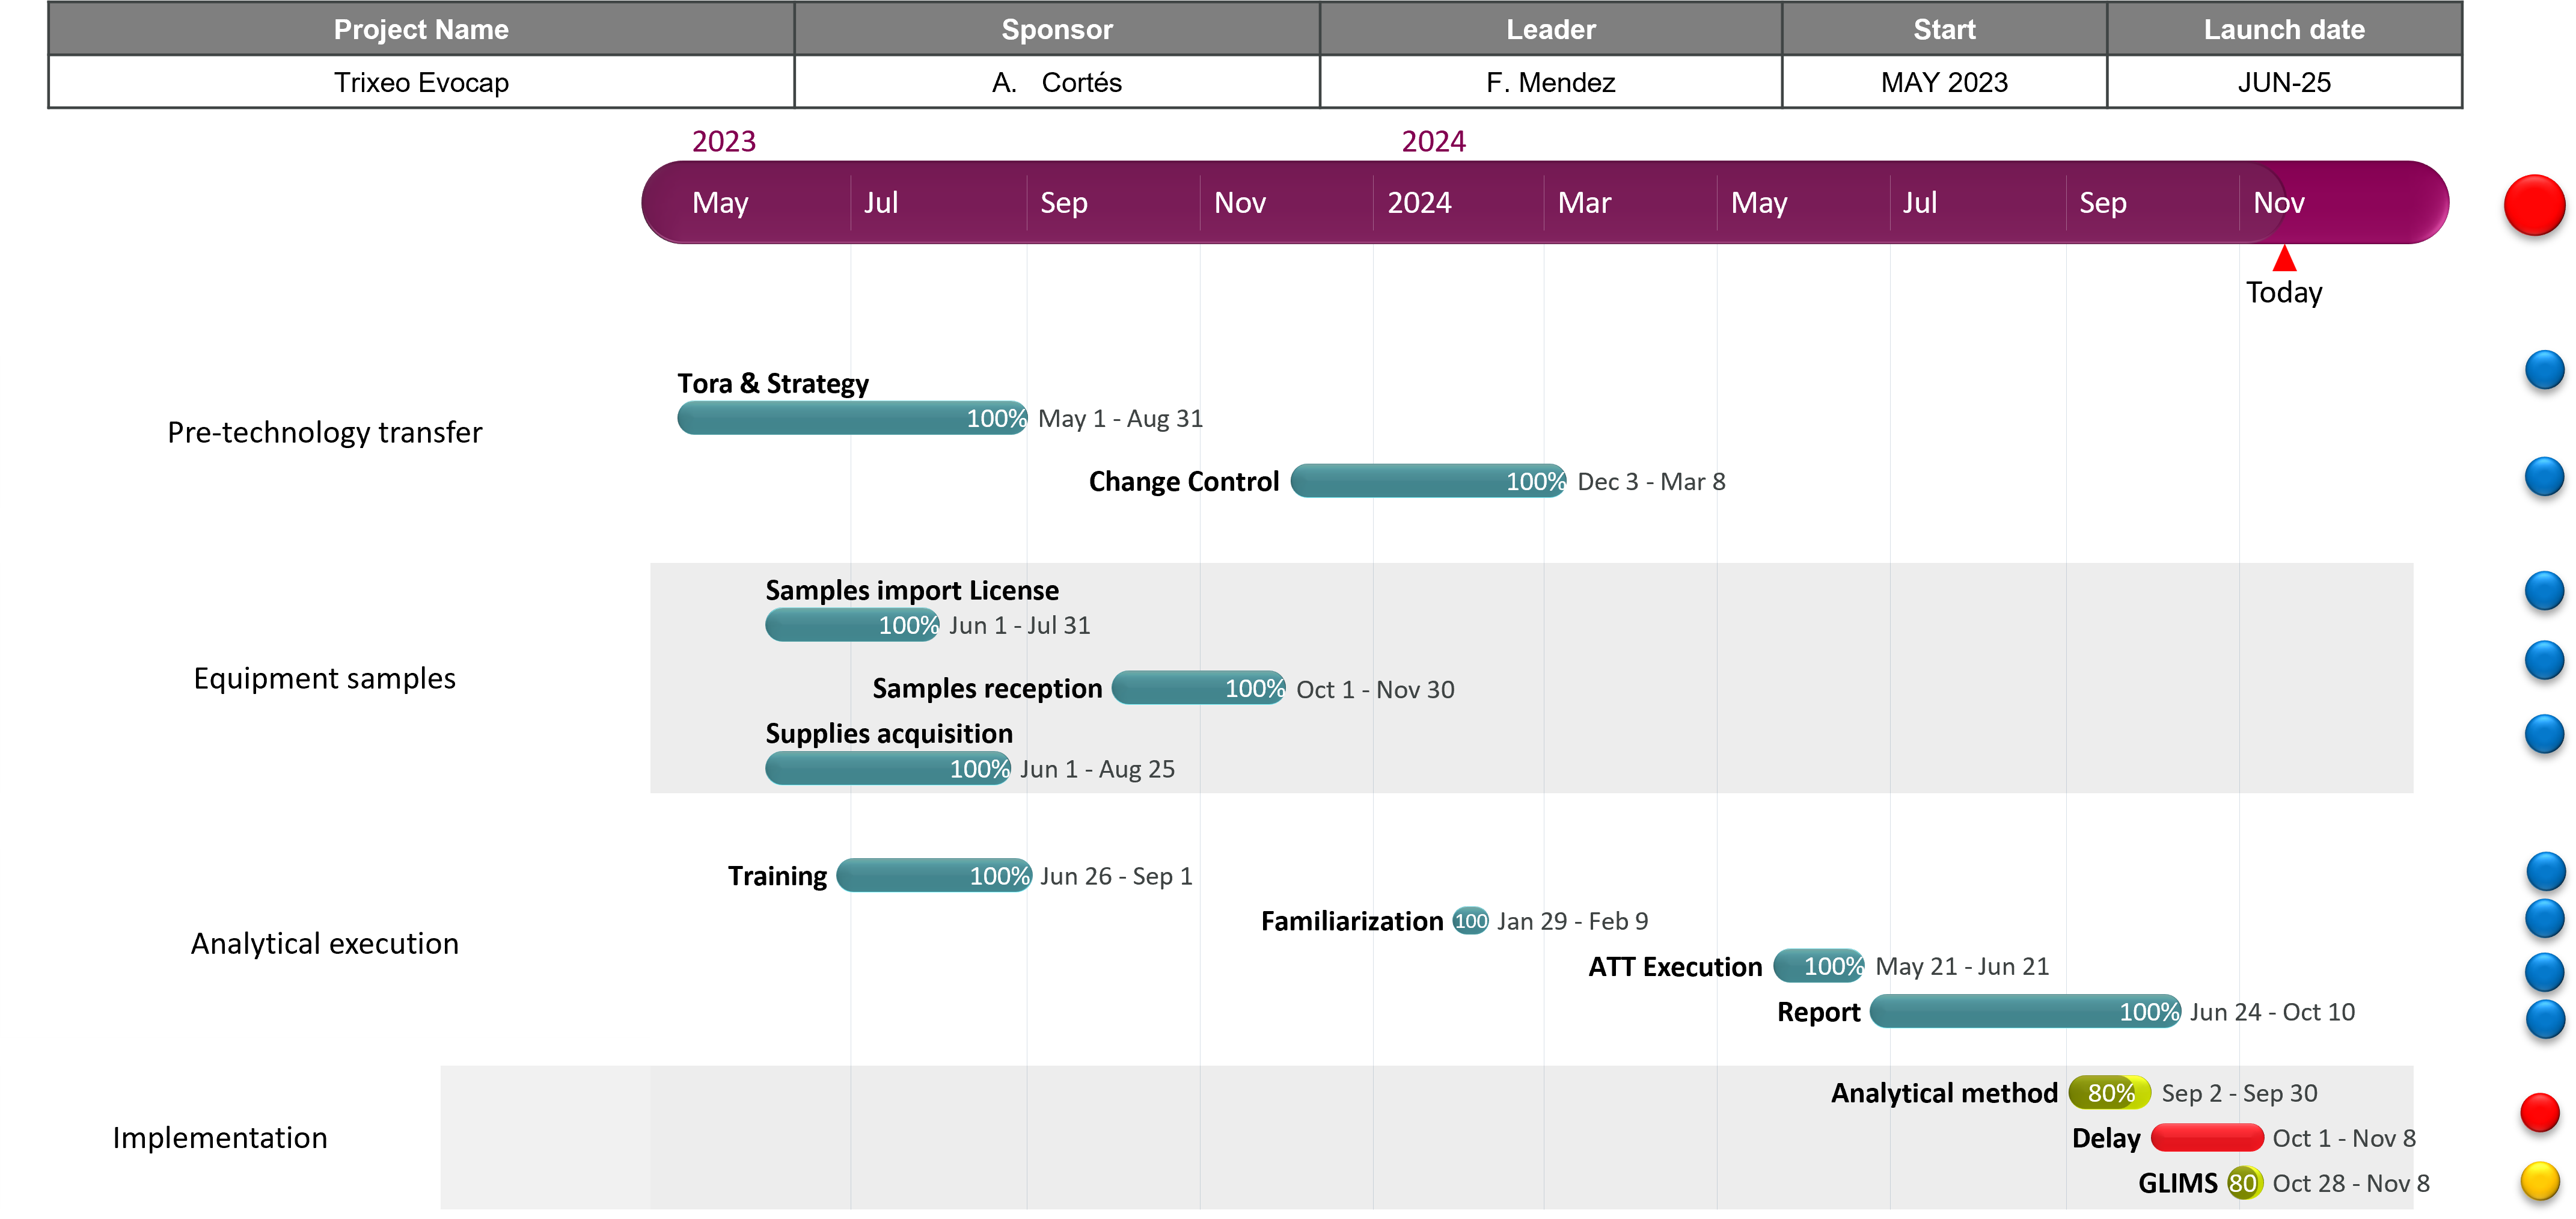 Project Name Sponsor Leader Start Launch date
Trixeo Evocap A. Cortés F. Mendez MAY 2023 JUN-25
2023 2024
May Jul Sep Nov 2024 Mar May Jul Sep Nov
Today
Tora & Strategy
100% May 1 - Aug 31
Pre-technology transfer
Change Control 100% Dec 3 - Mar 8
Samples import License
100% Jun 1 - Jul 31
Equipment samples
Samples reception 100% Oct 1 - Nov 30
Supplies acquisition
100% Jun 1 - Aug 25
Training 100% Jun 26 - Sep 1
Familiarization 100 Jan 29 - Feb 9
Analytical execution
ATT Execution 100% May 21 - Jun 21
Report 100% Jun 24 - Oct 10
Analytical method 80% Sep 2 - Sep 30
Implementation
Delay Oct 1 - Nov 8
GLIMS 80 Oct 28 - Nov 8